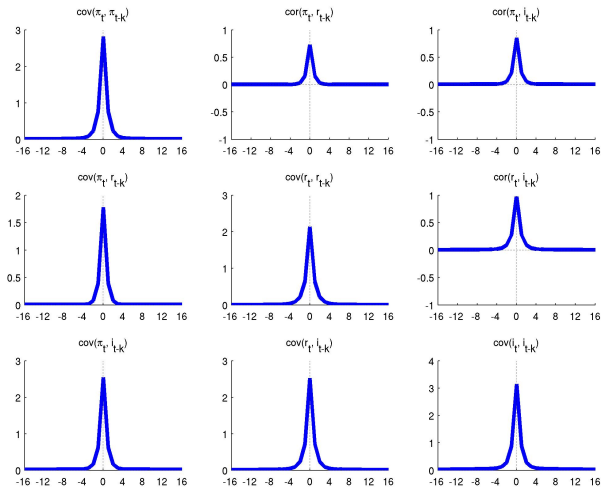 cov(π_t, π_t-k)
cor(π_t, r_t-k)
cor(π_t, i_t-k)
3
2
1
0
-16 -12 -8 -4 0 4 8 12 16
1
0.5
0
-0.5
-1
-16 -12 -8 -4 0 4 8 12 16
1
0.5
0
-0.5
-1
-16 -12 -8 -4 0 4 8 12 16
cov(π_t, r_t-k)
cov(r_t, r_t-k)
cor(r_t, i_t-k)
2
1.5
1
0.5
0
-16 -12 -8 -4 0 4 8 12 16
3
2
1
0
-16 -12 -8 -4 0 4 8 12 16
1
0.5
0
-0.5
-1
-16 -12 -8 -4 0 4 8 12 16
cov(π_t, i_t-k)
cov(r_t, i_t-k)
cov(i_t, i_t-k)
3
2
1
0
-16 -12 -8 -4 0 4 8 12 16
3
2
1
0
-16 -12 -8 -4 0 4 8 12 16
4
3
2
1
0
-16 -12 -8 -4 0 4 8 12 16